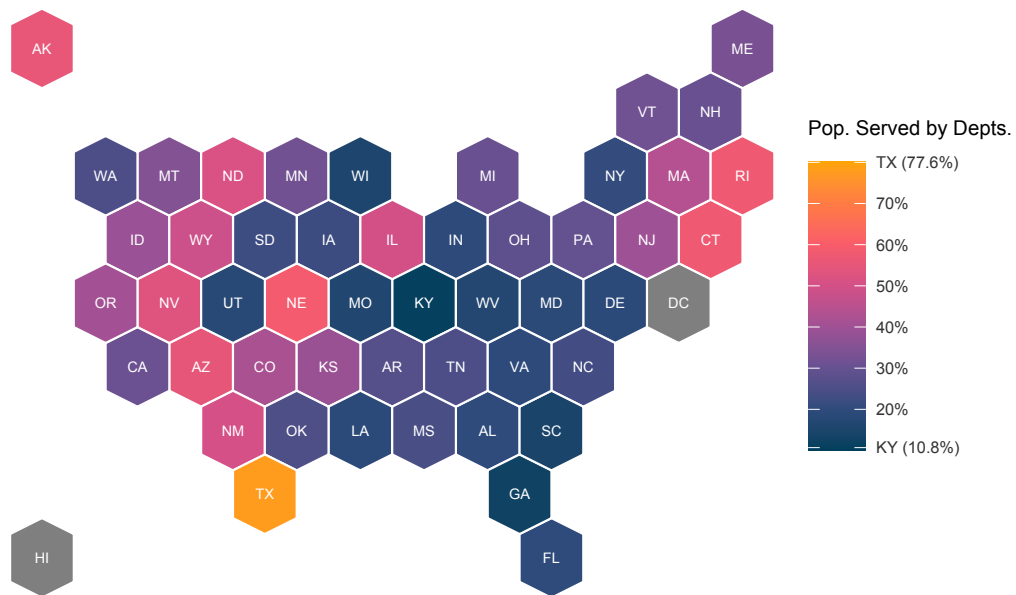 AK
ME
VT NH
WA MT ND MN WI MI NY MA RI
ID WY SD IA IL IN OH PA NJ CT
OR NV UT NE MO KY WV MD DE DC
CA AZ CO KS AR TN VA NC
NM OK LA MS AL SC
TX GA
HI FL
Pop. Served by Depts.
TX (77.6%)
70%
60%
50%
40%
30%
20%
KY (10.8%)